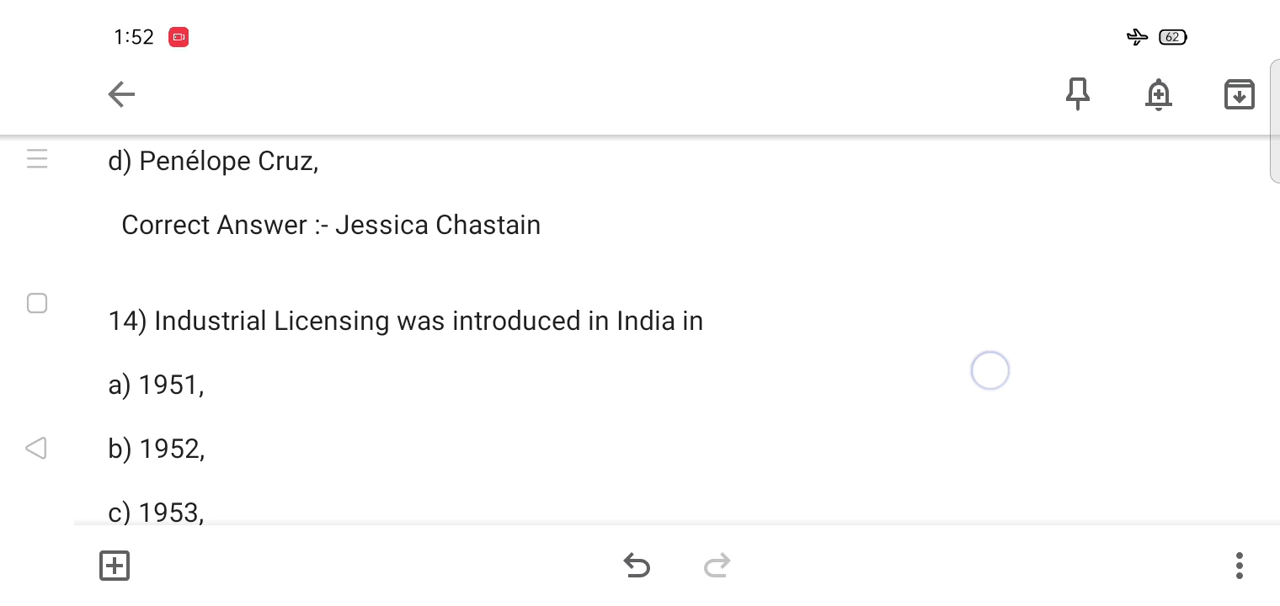 1:52
62
d) Penélope Cruz,
Correct Answer :- Jessica Chastain
14) Industrial Licensing was introduced in India in
a) 1951,
b) 1952,
c) 1953,